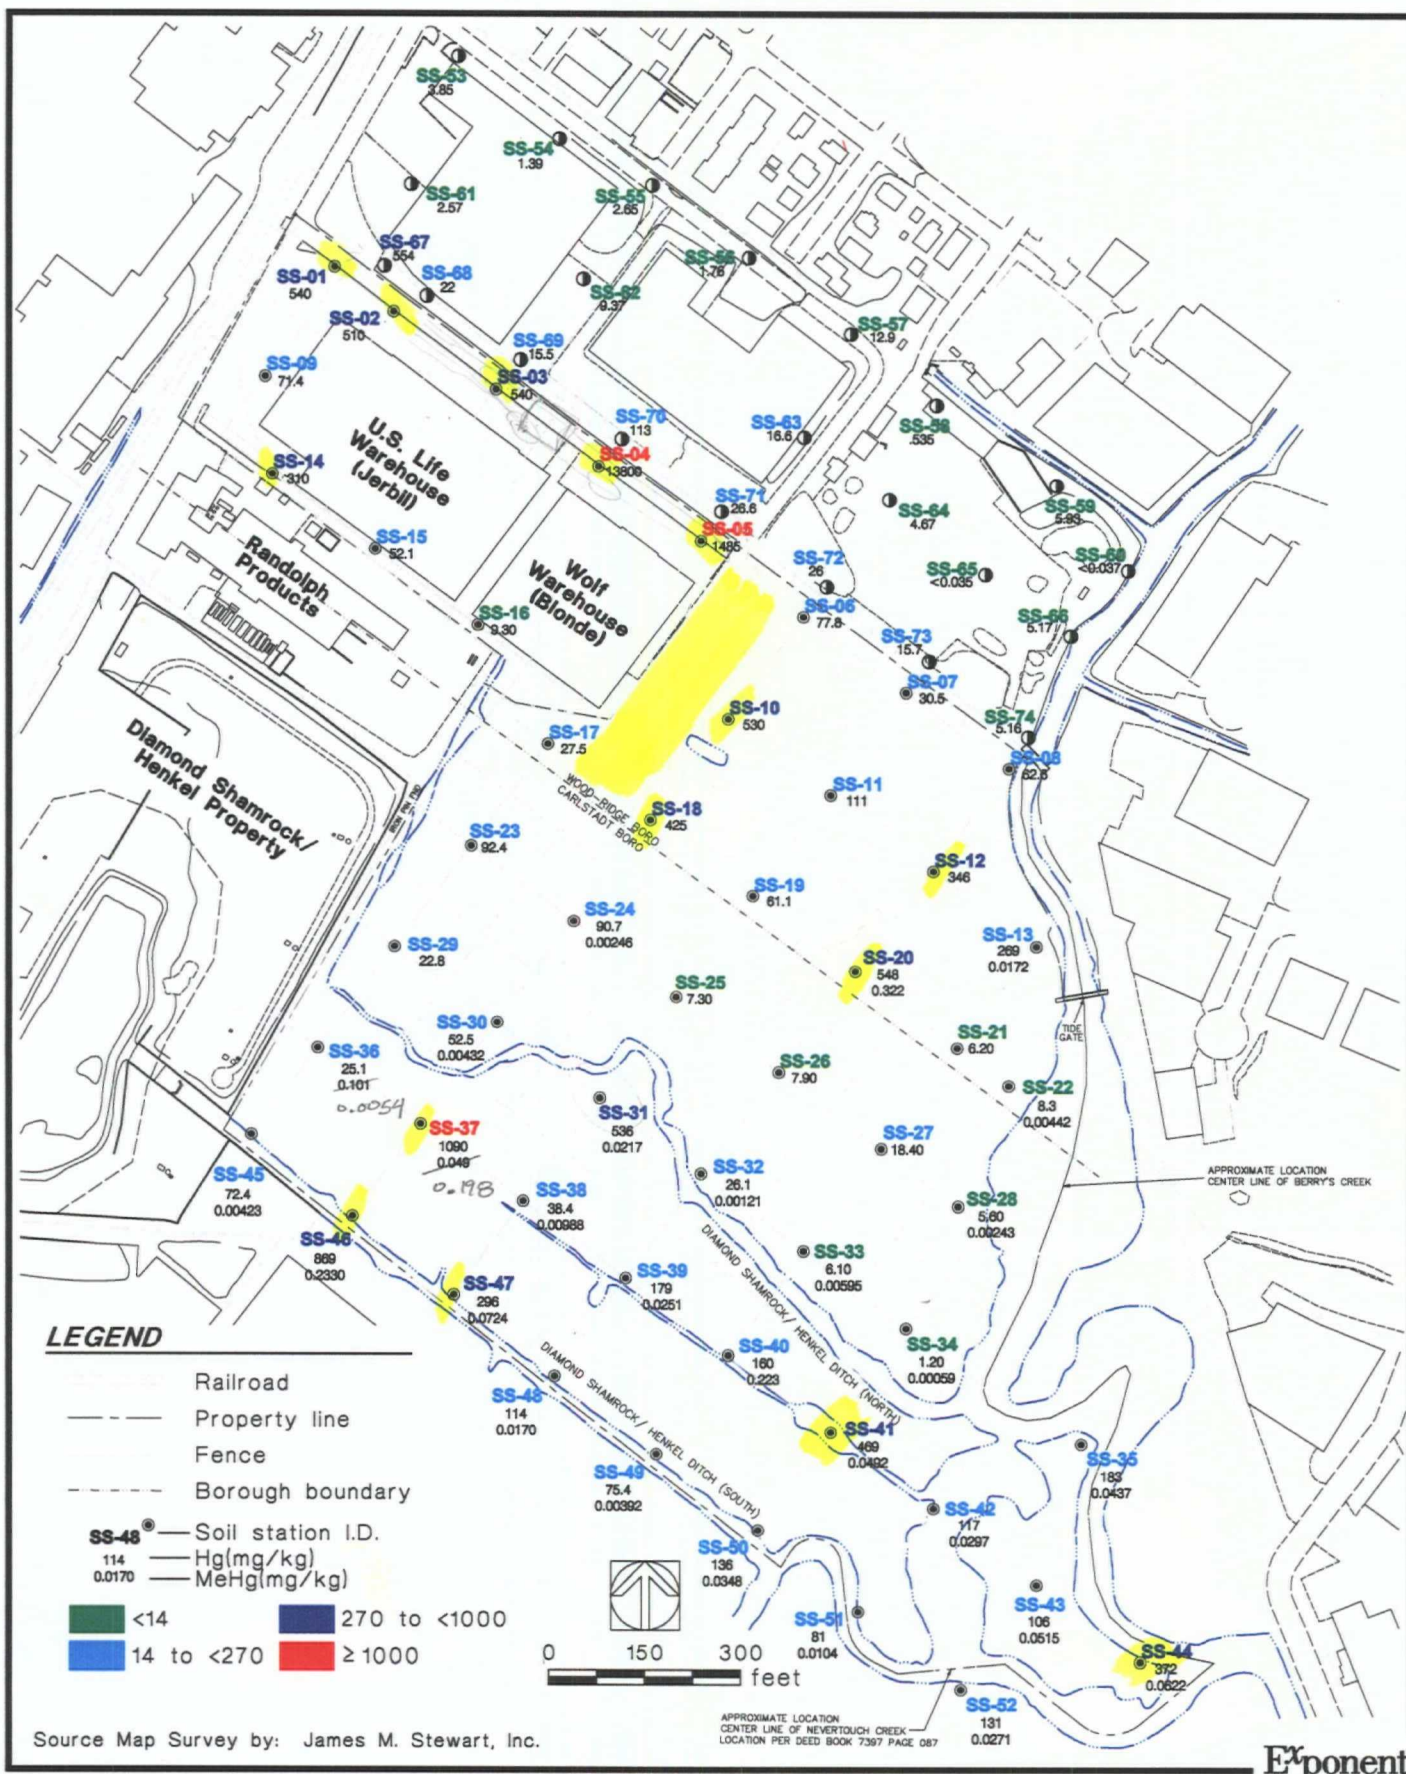 SS-53
3.85
SS-54
1.39
SS-61
2.57
SS-55
2.65
SS-67
554
SS-56
1.76
SS-01
540
SS-68
22
SS-62
9.37
SS-02
510
SS-57
12.9
SS-69
15.5
SS-09
71.4
SS-03
540
SS-58
.535
SS-70
113
SS-63
16.6
SS-04
13800
U.S. Life
Warehouse
(Jerbil)
SS-14
310
SS-71
26.6
SS-64
4.67
SS-59
5.93
SS-05
1485
SS-15
52.1
SS-72
26
SS-65
<0.035
SS-60
<0.037
Randolph
Products
Wolf
Warehouse
(Blonde)
SS-16
9.30
SS-06
77.8
SS-66
5.17
SS-73
15.7
SS-07
30.5
SS-10
530
SS-74
5.16
SS-17
27.5
SS-08
62.8
Diamond Shamrock/
Henkel Property
IRON PIN FND
WOOD-RIDGE BORO
CARLSTADT BORO
SS-11
111
SS-18
425
SS-23
92.4
SS-12
346
SS-19
61.1
SS-24
90.7
0.00246
SS-29
22.8
SS-13
269
0.0172
SS-20
548
0.322
SS-25
7.30
SS-30
52.5
0.00432
TIDE
GATE
SS-21
6.20
SS-36
25.1
0.101
0.0054
SS-26
7.90
SS-22
8.3
0.00442
SS-31
536
0.0217
SS-37
1090
0.049
0.198
SS-27
18.40
SS-45
72.4
0.00423
SS-32
26.1
0.00121
APPROXIMATE LOCATION
CENTER LINE OF BERRY'S CREEK
SS-38
38.4
0.00988
SS-28
5.60
0.00243
SS-46
869
0.2330
SS-33
6.10
0.00595
DIAMOND SHAMROCK/ HENKEL DITCH (NORTH)
SS-39
179
0.0251
SS-47
296
0.0724
SS-34
1.20
0.00059
SS-40
160
0.223
DIAMOND SHAMROCK/ HENKEL DITCH (SOUTH)
SS-48
114
0.0170
SS-41
469
0.0492
SS-35
183
0.0437
SS-49
75.4
0.00392
SS-42
117
0.0297
SS-50
136
0.0348
SS-43
106
0.0515
SS-51
81
0.0104
SS-44
372
0.0622
SS-52
131
0.0271
LEGEND
Railroad
Property line
Fence
Borough boundary
SS-48
Soil station I.D.
114
Hg(mg/kg)
0.0170
MeHg(mg/kg)
<14
270 to <1000
14 to <270
≥ 1000
0 150 300
feet
APPROXIMATE LOCATION
CENTER LINE OF NEVERTOUCH CREEK
LOCATION PER DEED BOOK 7397 PAGE 087
Source Map Survey by: James M. Stewart, Inc.
Exponent